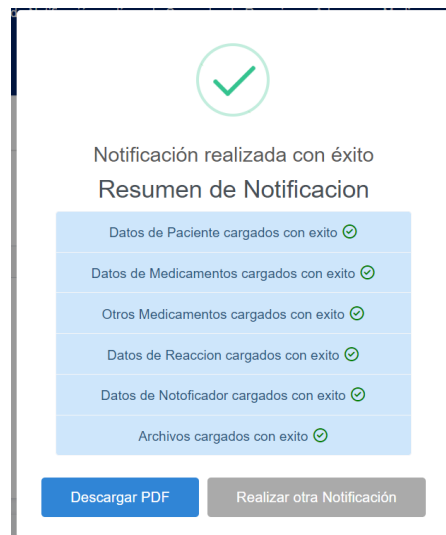 Notificación realizada con éxito
Resumen de Notificacion
Datos de Paciente cargados con exito
Datos de Medicamentos cargados con exito
Otros Medicamentos cargados con exito
Datos de Reaccion cargados con exito
Datos de Notoficador cargados con exito
Archivos cargados con exito
Descargar PDF
Realizar otra Notificación